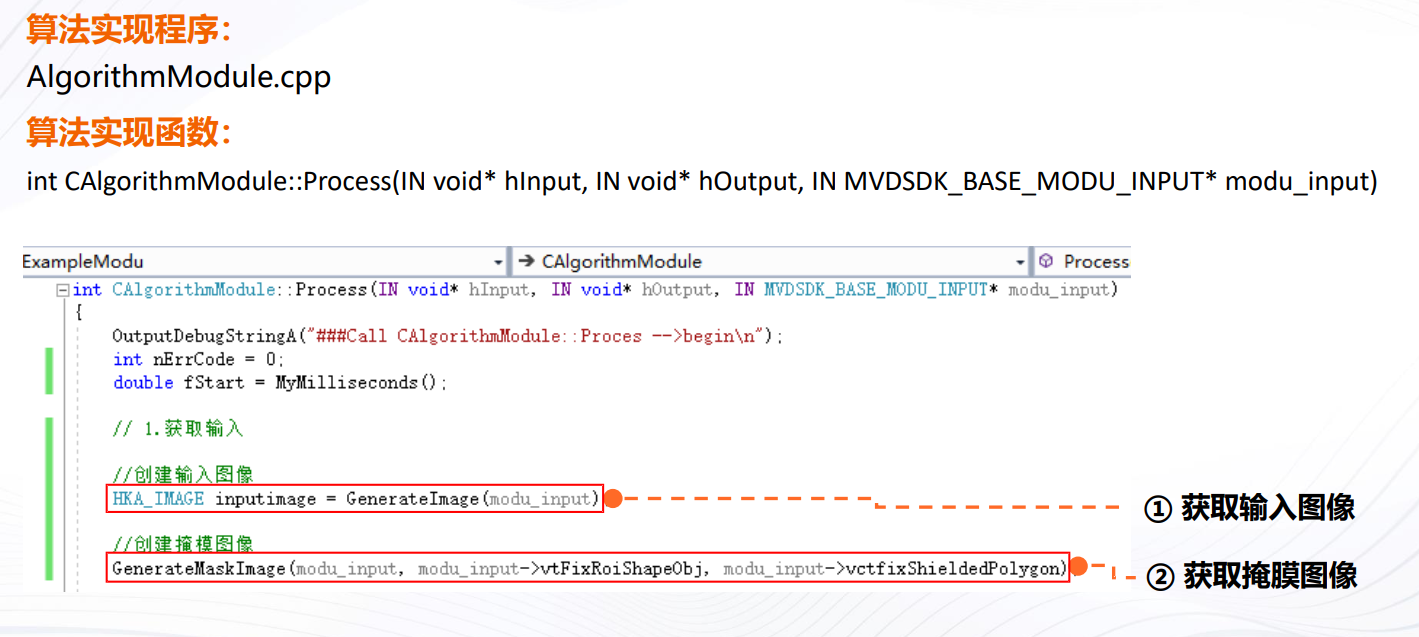 算法实现程序：
AlgorithmModule.cpp
算法实现函数：
int CAlgorithmModule::Process(IN void* hInput, IN void* hOutput, IN MVDSDK_BASE_MODU_INPUT* modu_input)
ExampleModu CAlgorithmModule Process
int CAlgorithmModule::Process(IN void* hInput, IN void* hOutput, IN MVDSDK_BASE_MODU_INPUT* modu_input)
{
OutputDebugStringA("###Call CAlgorithmModule::Proces -->begin\n");
int nErrCode = 0;
double fStart = MyMilliseconds();
// 1.获取输入
//创建输入图像
HKA_IMAGE inputimage = GenerateImage(modu_input)
① 获取输入图像
//创建掩模图像
GenerateMaskImage(modu_input, modu_input->vtFixRoiShapeObj, modu_input->vctfixShieldedPolygon)
② 获取掩膜图像